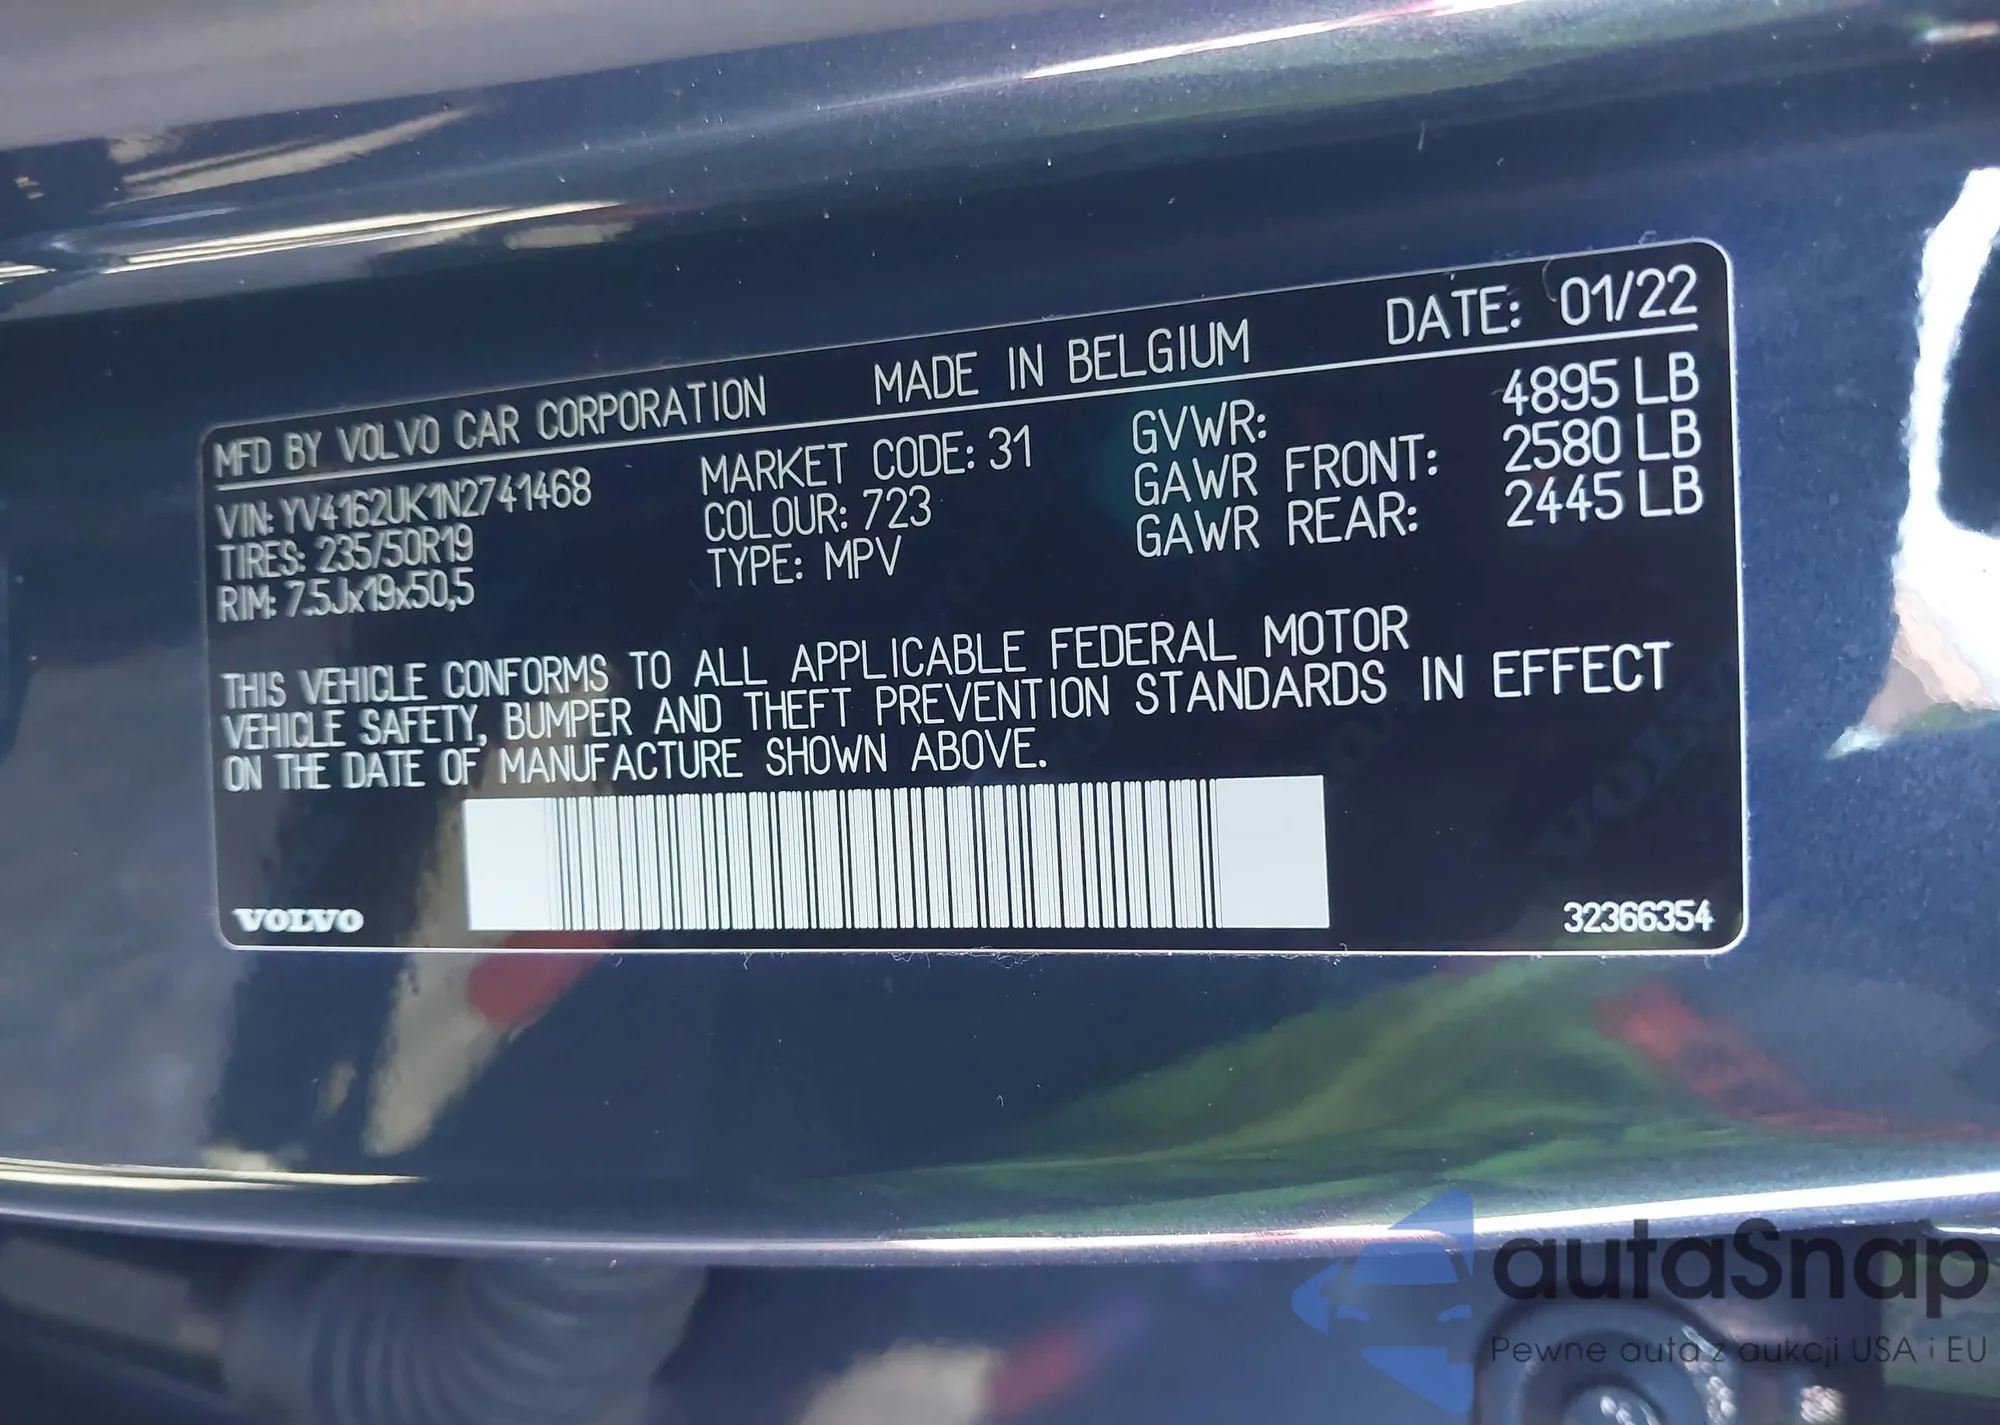 MFD BY VOLVO CAR CORPORATION MADE IN BELGIUM DATE: 01/22
VIN: YV4162UK1N2741468 MARKET CODE: 31 GVWR: 4895 LB
TIRES: 235/50R19 COLOUR: 723 GAWR FRONT: 2580 LB
RIM: 7.5Jx19x50,5 TYPE: MPV GAWR REAR: 2445 LB
THIS VEHICLE CONFORMS TO ALL APPLICABLE FEDERAL MOTOR
VEHICLE SAFETY, BUMPER AND THEFT PREVENTION STANDARDS IN EFFECT
ON THE DATE OF MANUFACTURE SHOWN ABOVE.
VOLVO 32366354
autaSnap
Pewne auta z aukcji USA i EU